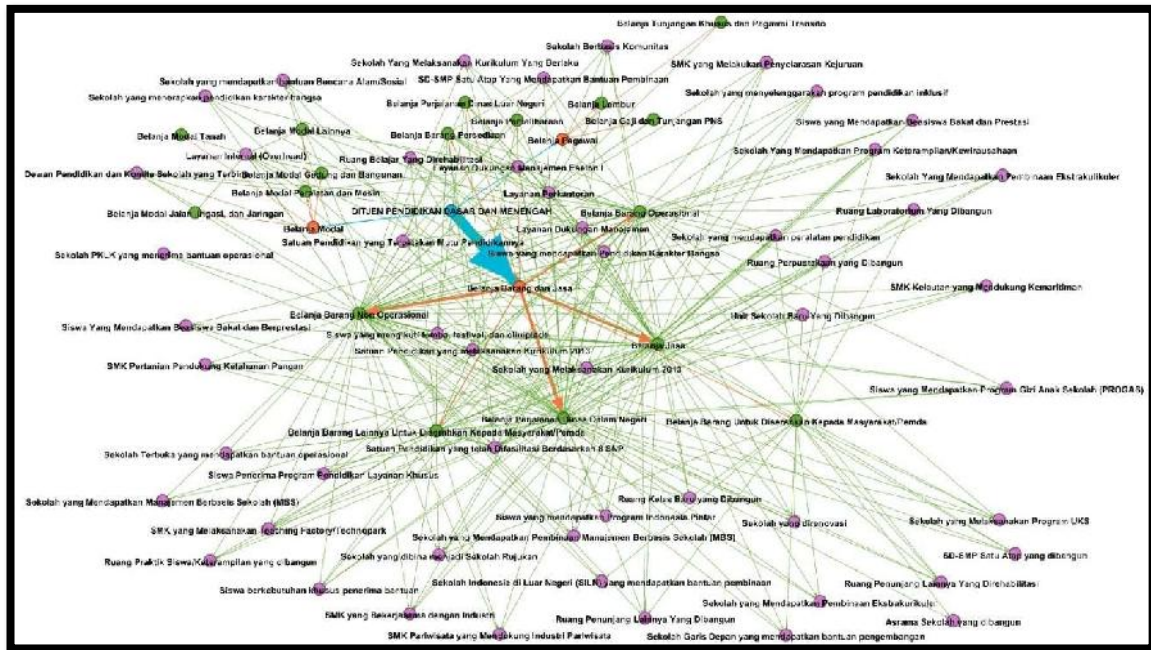 Belanja Tunjangan Khusus dan Pegawai Transito
Sekolah Berbasis Komunitas
Sekolah Yang Melaksanakan Kurikulum Yang Berlaku
SMK yang Melakukan Penyelarasan Kejuruan
Sekolah yang mendapatkan bantuan Bencana Alam/Sosial
SD-SMP Satu Atap Yang Mendapatkan Bantuan Pembinaan
Sekolah yang menerapkan pendidikan karakter bangsa
Sekolah yang menyelenggarakan program pendidikan inklusif
Belanja Perjalanan Dinas Luar Negeri
Belanja Lembur
Siswa yang Mendapatkan Beasiswa Bakat dan Prestasi
Belanja Modal Tanah
Belanja Modal Lainnya
Belanja Pemeliharaan
Belanja Gaji dan Tunjangan PNS
Belanja Barang Persediaan
Belanja Pegawai
Sekolah Yang Mendapatkan Program Keterampilan/Kewirausahaan
Layanan Internal (Overhead)
Ruang Belajar Yang Direhabilitasi
Layanan Dukungan Manajemen Eselon I
Dewan Pendidikan dan Komite Sekolah yang Terbina
Belanja Modal Gedung dan Bangunan
Sekolah Yang Mendapatkan Pembinaan Ekstrakulikuler
Belanja Modal Peralatan dan Mesin
Layanan Perkantoran
Belanja Modal Jalan, Irigasi, dan Jaringan
DITJEN PENDIDIKAN DASAR DAN MENENGAH
Belanja Barang Operasional
Ruang Laboratorium Yang Dibangun
Belanja Modal
Layanan Dukungan Manajemen
Sekolah yang mendapatkan peralatan pendidikan
Satuan Pendidikan yang Mutu Pendidikannya
Sekolah PKLK yang menerima bantuan operasional
Siswa yang mendapatkan Pendidikan Karakter Bangsa
Ruang Perpustakaan yang Dibangun
Belanja Barang dan Jasa
SMK Kelautan yang Mendukung Kemaritiman
Belanja Barang Non Operasional
Unit Sekolah Baru Yang Dibangun
Siswa Yang Mendapatkan Beasiswa Bakat dan Berprestasi
Siswa yang mengikuti lomba, festival, dan olimpiade
Satuan Pendidikan yang melaksanakan Kurikulum 2013
Belanja Jasa
SMK Pertanian Pendukung Ketahanan Pangan
Sekolah yang Melaksanakan Kurikulum 2013
Siswa yang Mendapatkan Program Gizi Anak Sekolah (PROGAS)
Belanja Perjalanan Dinas Dalam Negeri
Belanja Barang Untuk Diserahkan Kepada Masyarakat/Pemda
Belanja Barang Lainnya Untuk Diserahkan Kepada Masyarakat/Pemda
Satuan Pendidikan yang telah Difasilitasi Berdasarkan 8 SNP
Sekolah Terbuka yang mendapatkan bantuan operasional
Siswa Penerima Program Pendidikan Layanan Khusus
Sekolah yang Mendapatkan Manajemen Berbasis Sekolah (MBS)
Ruang Kelas Baru yang Dibangun
Siswa yang mendapatkan Program Indonesia Pintar
SMK yang Melaksanakan Teaching Factory/Technopark
Sekolah yang direnovasi
Sekolah yang Melaksanakan Program UKS
Sekolah yang Mendapatkan Pembinaan Manajemen Berbasis Sekolah (MBS)
Ruang Praktik Siswa/Keterampilan yang dibangun
Sekolah yang dibina menjadi Sekolah Rujukan
SD-SMP Satu Atap yang dibangun
Siswa berkebutuhan khusus penerima bantuan
Sekolah Indonesia di Luar Negeri (SILN) yang mendapatkan bantuan pembinaan
Ruang Penunjang Lainnya Yang Direhabilitasi
SMK yang Bekerjasama dengan Industri
Ruang Penunjang Lainya Yang Dibangun
Sekolah yang Mendapatkan Pembinaan Ekstrakurikule
Asrama Sekolah yang dibangun
SMK Pariwisata yang Mendukung Industri Pariwisata
Sekolah Garis Depan yang mendapatkan bantuan pengembangan